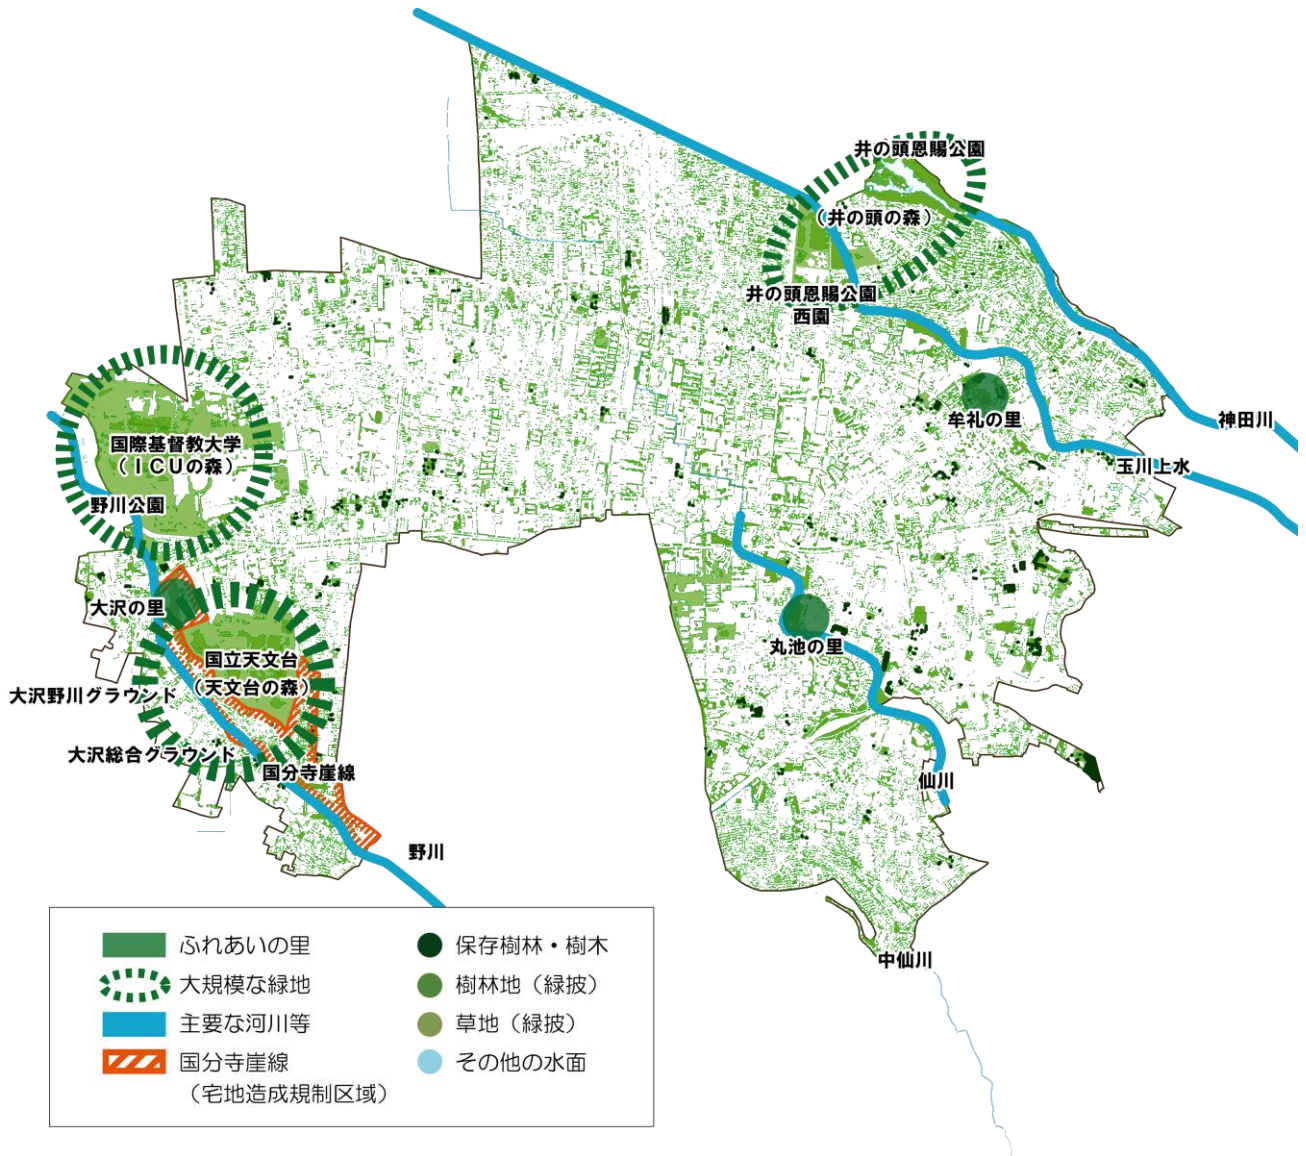 井の頭恩賜公園
（井の頭の森）
井の頭恩賜公園
西園
牟礼の里
神田川
玉川上水
国際基督教大学
（ＩＣＵの森）
野川公園
大沢の里
国立天文台
（天文台の森）
大沢野川グラウンド
大沢総合グラウンド
国分寺崖線
野川
丸池の里
仙川
中仙川
ふれあいの里
大規模な緑地
主要な河川等
国分寺崖線
（宅地造成規制区域）
保存樹林・樹木
樹林地（緑被）
草地（緑被）
その他の水面